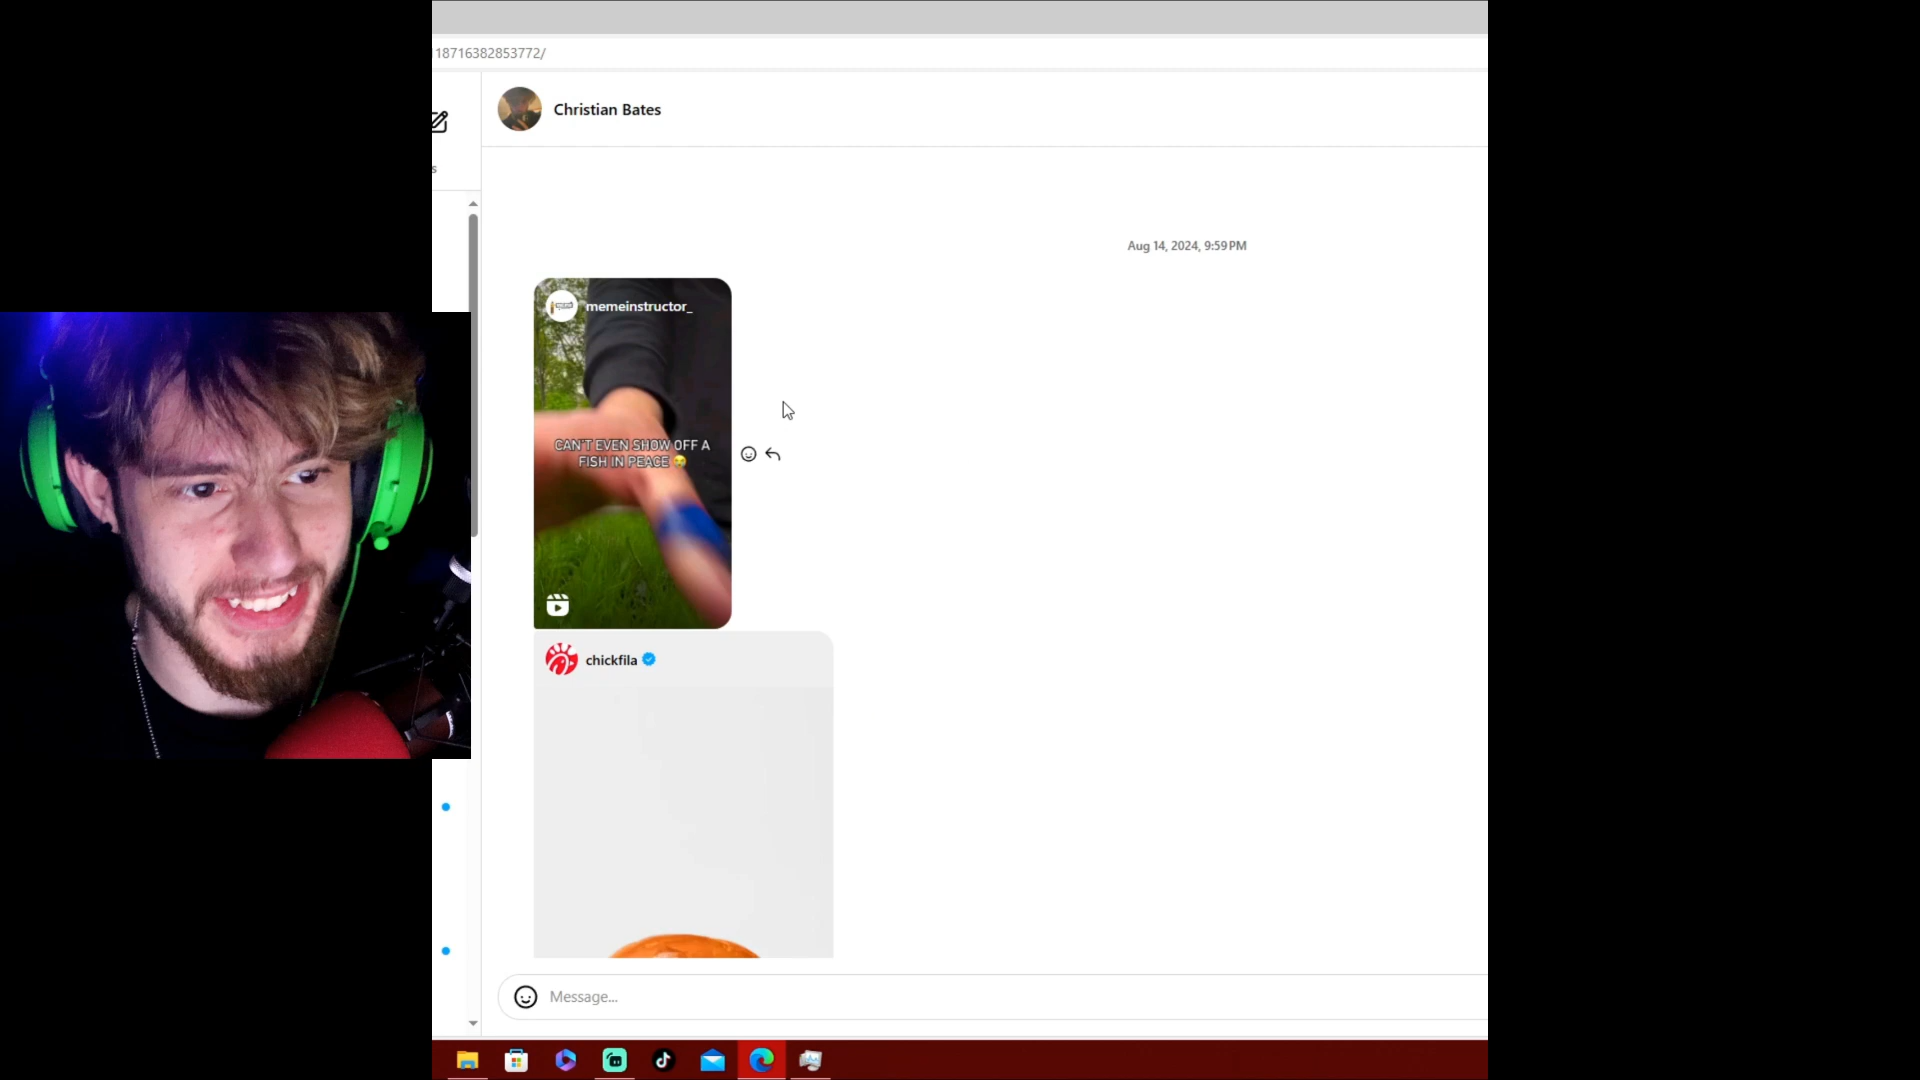 18716382853772/
Christian Bates
s
Aug 14, 2024, 9:59 PM
memeinstructor_
CAN'T EVEN SHOW OFF A
FISH IN PEACE 😢
chickfila
Message...